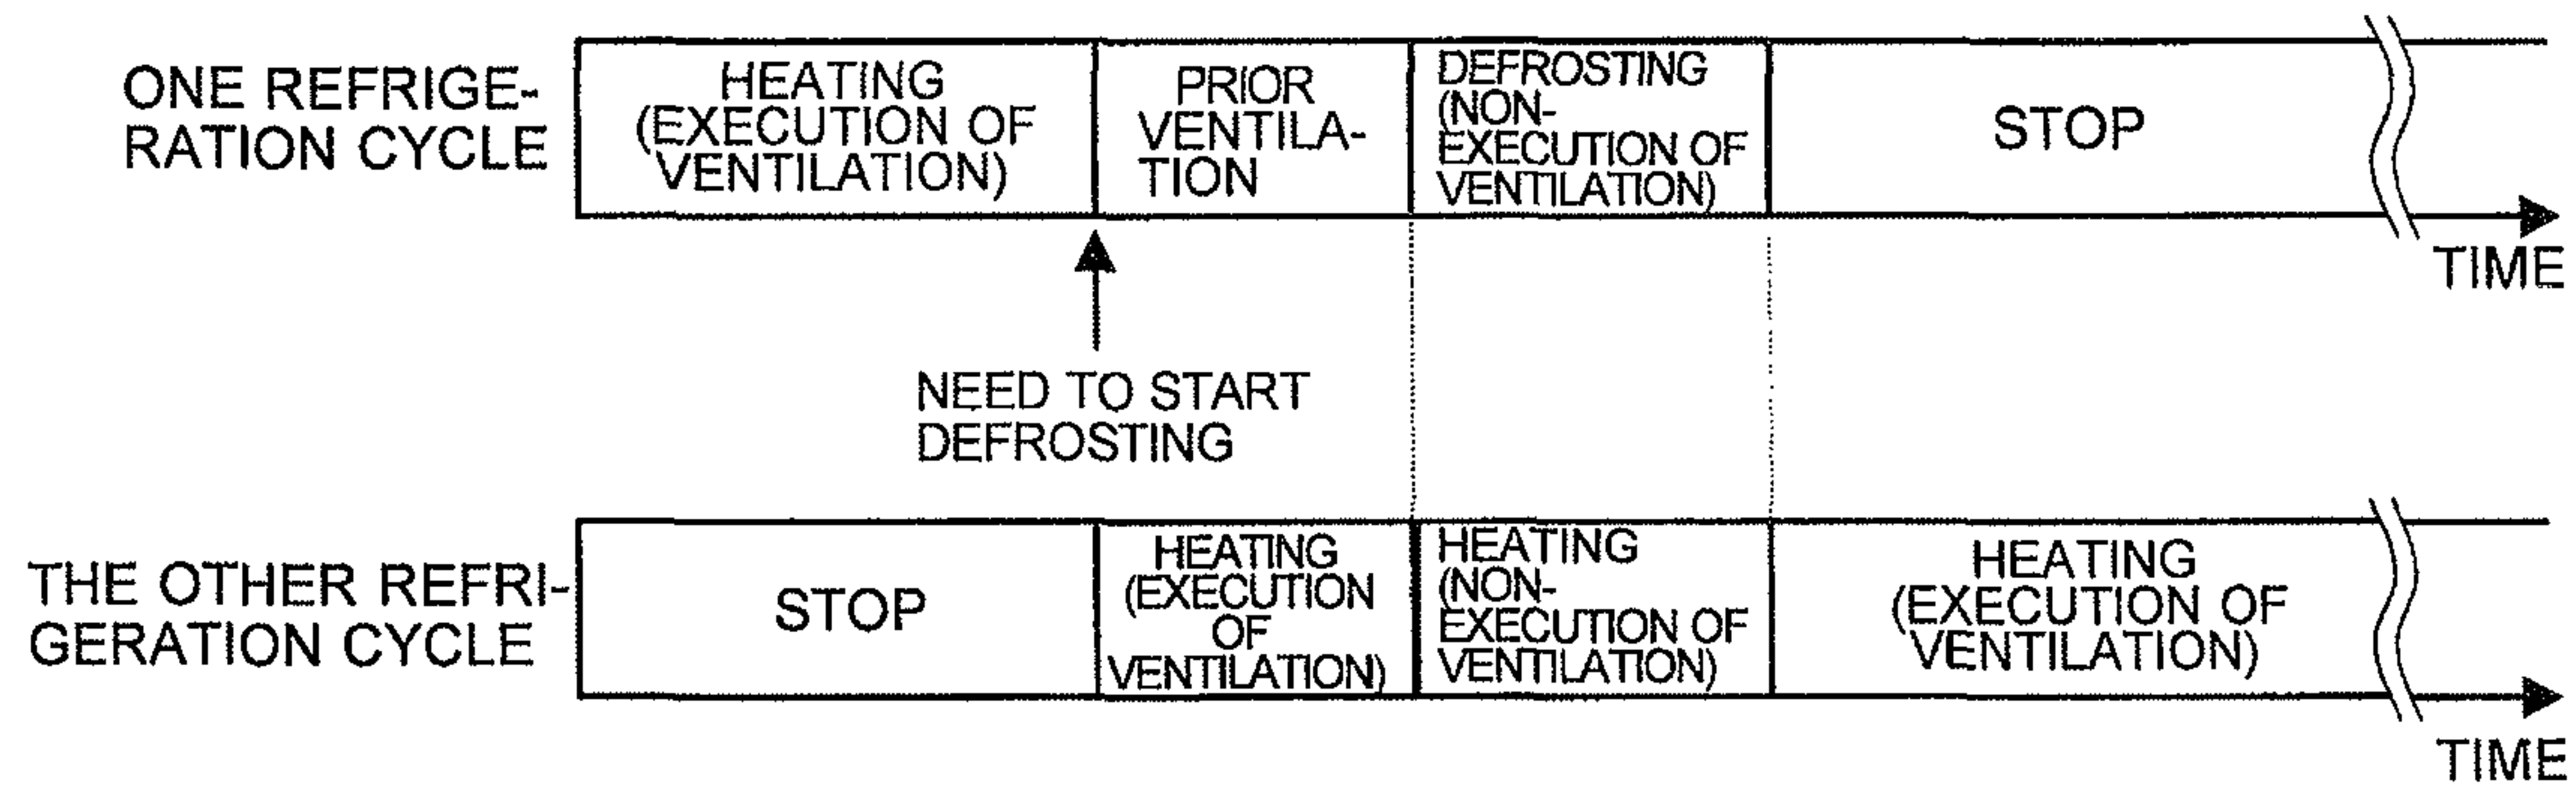 ONE REFRIGE-
RATION CYCLE
HEATING
(EXECUTION OF
VENTILATION)
PRIOR
VENTILA-
TION
DEFROSTING
(NON-
EXECUTION OF
VENTILATION)
STOP
TIME
NEED TO START
DEFROSTING
THE OTHER REFRI-
GERATION CYCLE
STOP
HEATING
(EXECUTION
OF
VENTILATION)
HEATING
(NON-
EXECUTION OF
VENTILATION)
HEATING
(EXECUTION OF
VENTILATION)
TIME